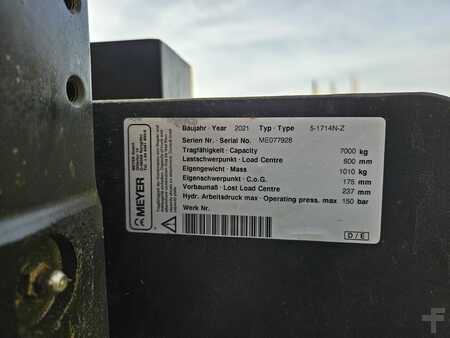 Baujahr · Year 2021 Typ · Type 5-1714N-Z
Serien Nr. · Serial No. ME077928
Tragfähigkeit · Capacity 7000 kg
Lastschwerpunkt · Load Centre 600 mm
Eigengewicht · Mass 1010 kg
Eigenschwerpunkt · C.o.G. 175 mm
Vorbaumaß · Lost Load Centre 237 mm
Hydr. Arbeitsdruck max · Operating press. max 150 bar
Werk Nr.
D / E
MEYER